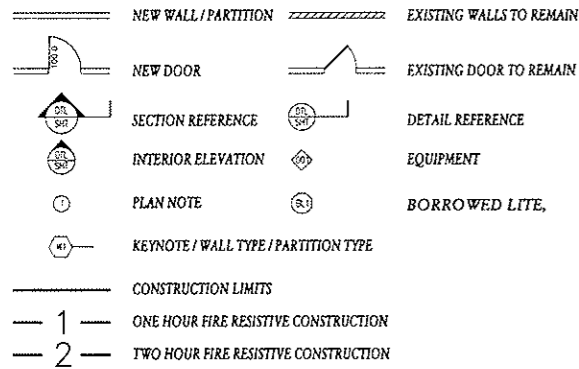 NEW WALL / PARTITION
EXISTING WALLS TO REMAIN
100 G
NEW DOOR
EXISTING DOOR TO REMAIN
DTL
SHT
SECTION REFERENCE
DTL
SHT
DETAIL REFERENCE
DTL
SHT
INTERIOR ELEVATION
EQUIPMENT
PLAN NOTE
BORROWED LITE,
KEYNOTE / WALL TYPE / PARTITION TYPE
CONSTRUCTION LIMITS
1
ONE HOUR FIRE RESISTIVE CONSTRUCTION
2
TWO HOUR FIRE RESISTIVE CONSTRUCTION